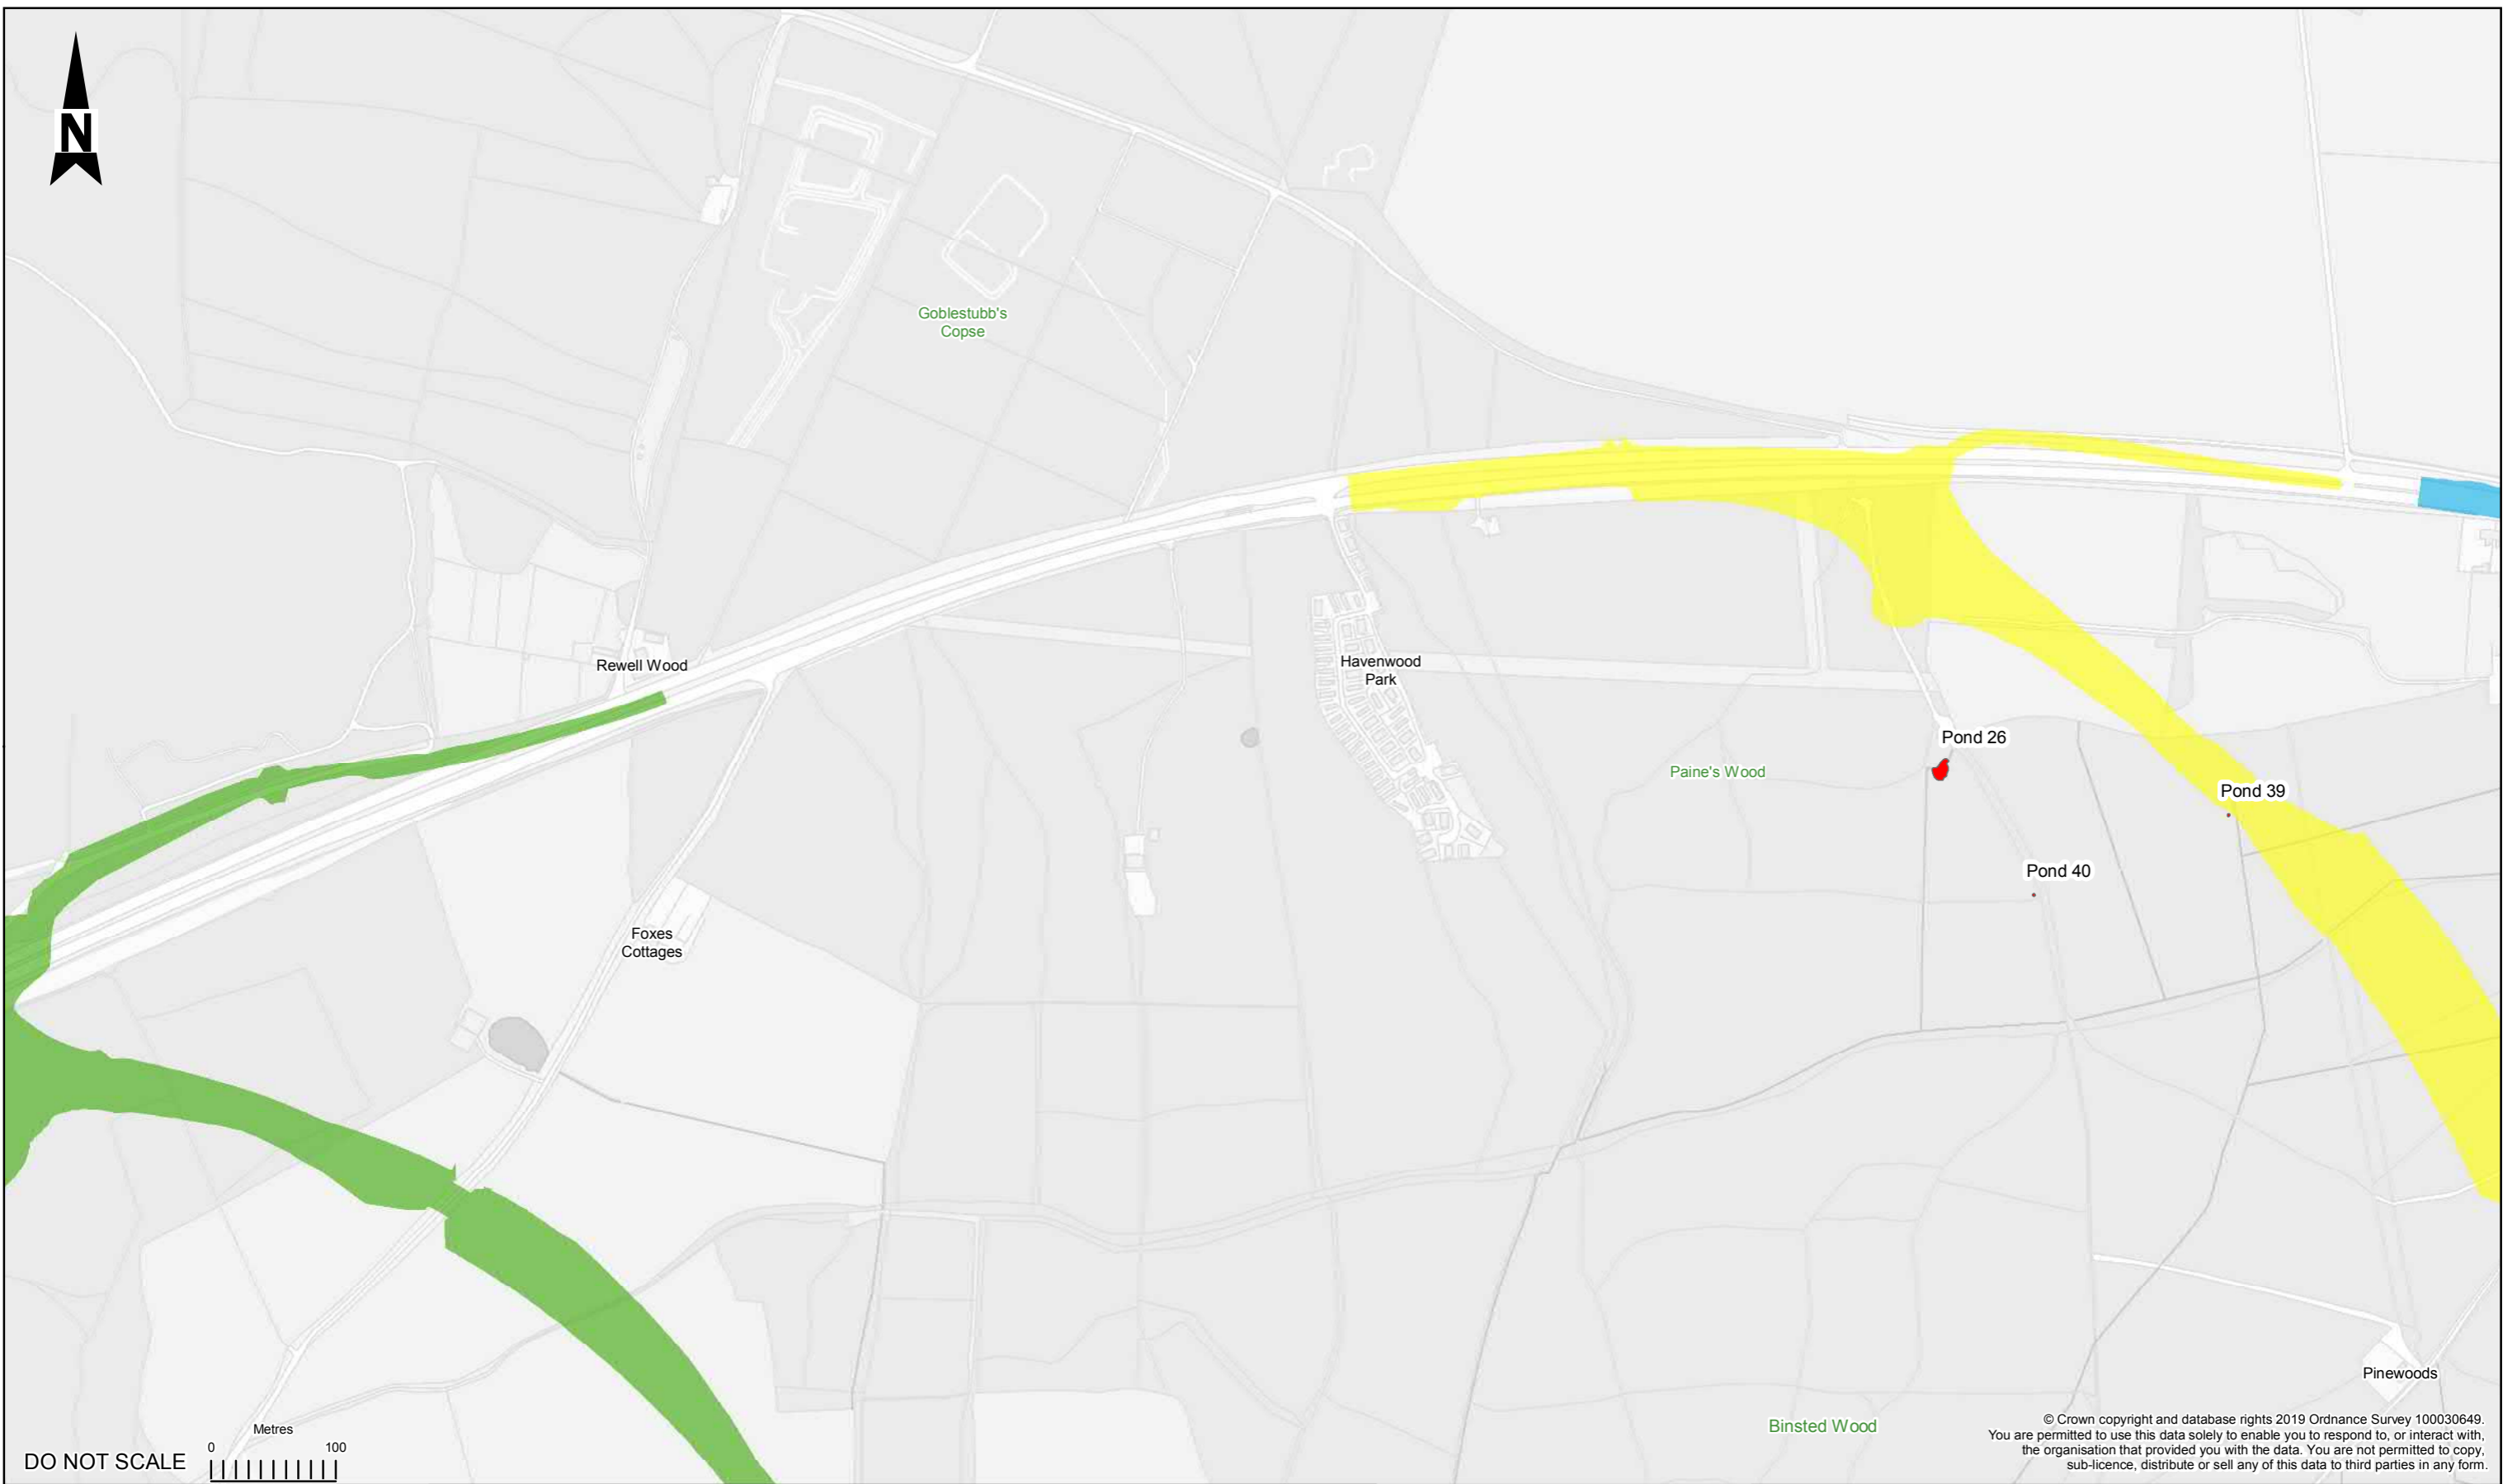 N
Goblestubb's
Copse
Rewell Wood
Havenwood
Park
Pond 26
Paine's Wood
Pond 39
Pond 40
Foxes
Cottages
Pinewoods
Binsted Wood
Metres
0 100
DO NOT SCALE
© Crown copyright and database rights 2019 Ordnance Survey 100030649.
You are permitted to use this data solely to enable you to respond to, or interact with,
the organisation that provided you with the data. You are not permitted to copy,
sub-licence, distribute or sell any of this data to third parties in any form.